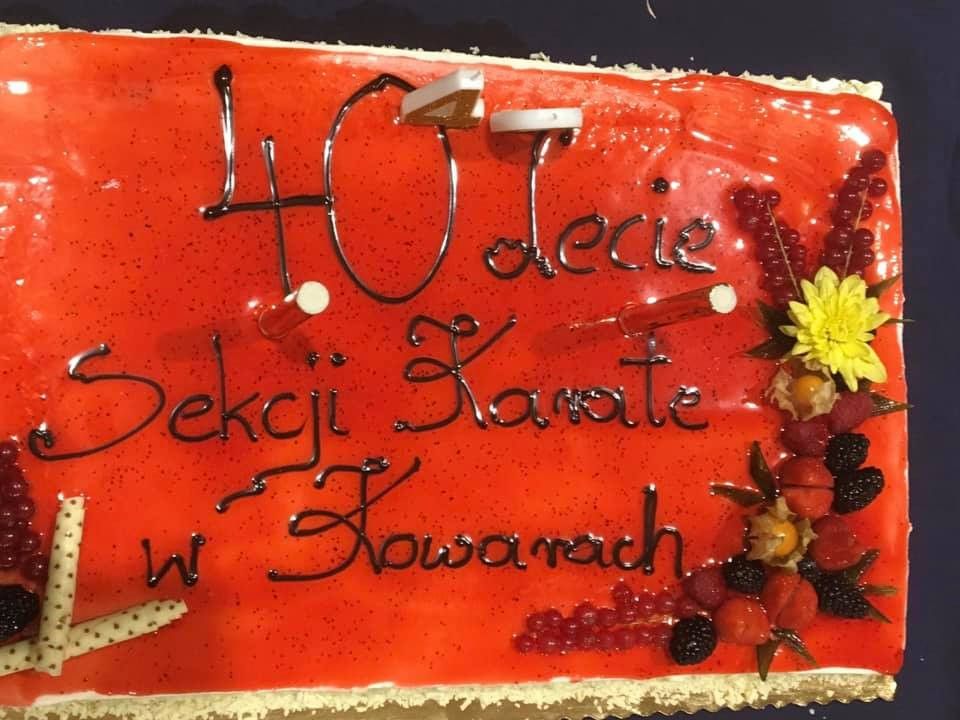 40 lecie
Sekcji Karate
w Kowarach